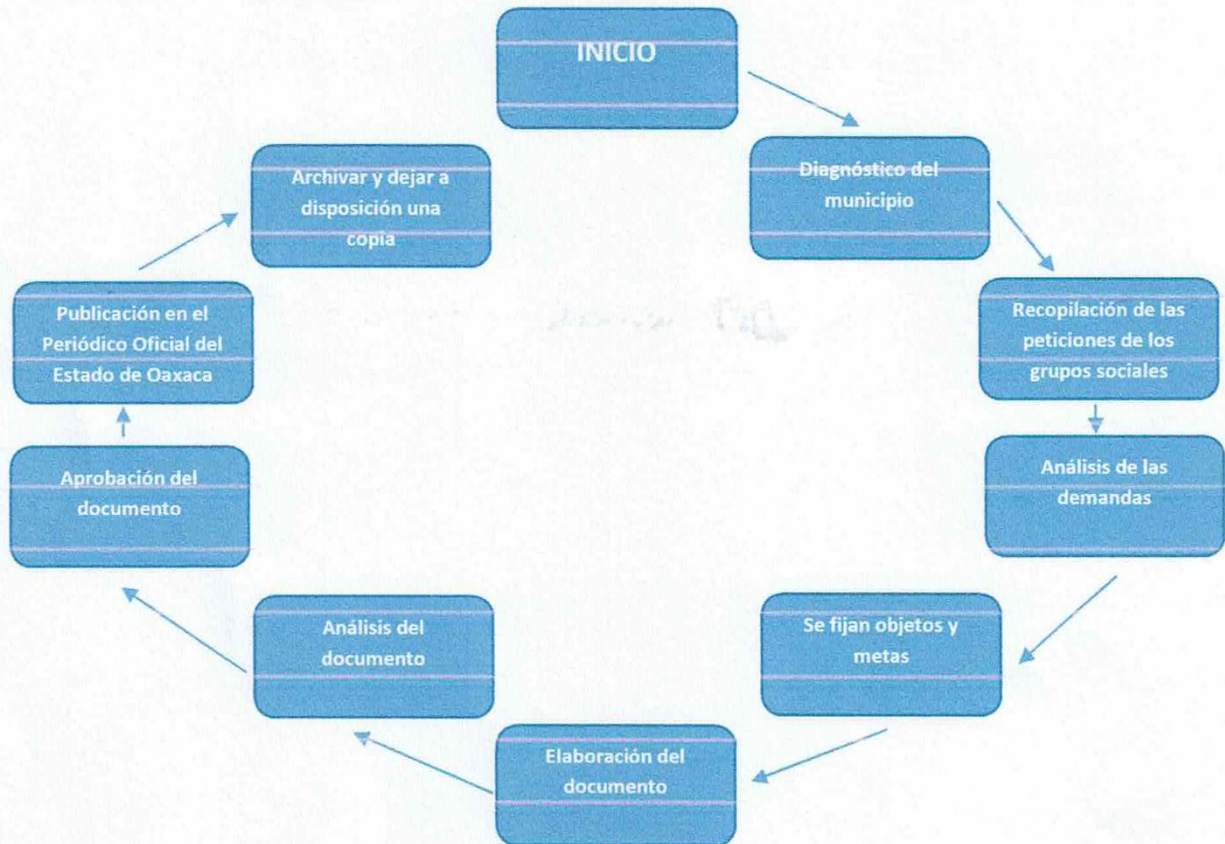 INICIO
Diagnóstico del
municipio
Recopilación de las
peticiones de los
grupos sociales
Análisis de las
demandas
Se fijan objetos y
metas
Elaboración del
documento
Análisis del
documento
Aprobación del
documento
Publicación en el
Periódico Oficial del
Estado de Oaxaca
Archivar y dejar a
disposición una
copia